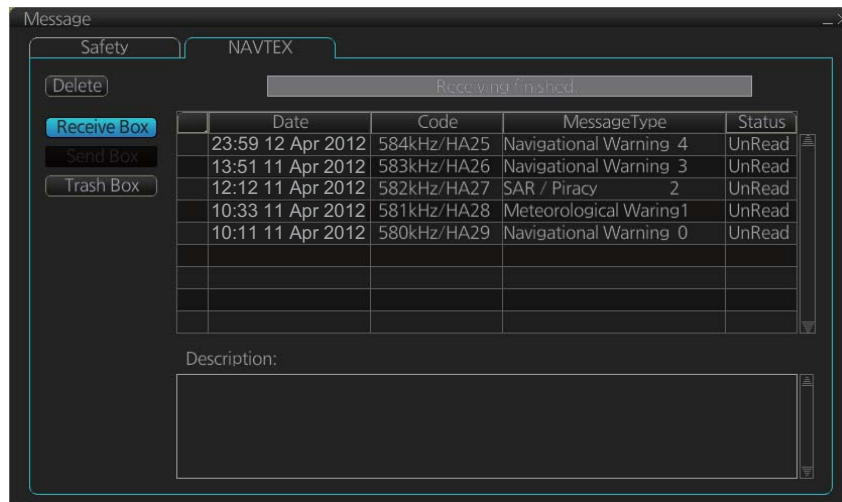 Message
Safety NAVTEX
Delete Receiving finished.
Receive Box Date Code MessageType Status
Send Box 23:59 12 Apr 2012 584kHz/HA25 Navigational Warning 4 UnRead
13:51 11 Apr 2012 583kHz/HA26 Navigational Warning 3 UnRead
Trash Box 12:12 11 Apr 2012 582kHz/HA27 SAR / Piracy 2 UnRead
10:33 11 Apr 2012 581kHz/HA28 Meteorological Waring1 UnRead
10:11 11 Apr 2012 580kHz/HA29 Navigational Warning 0 UnRead
Description: